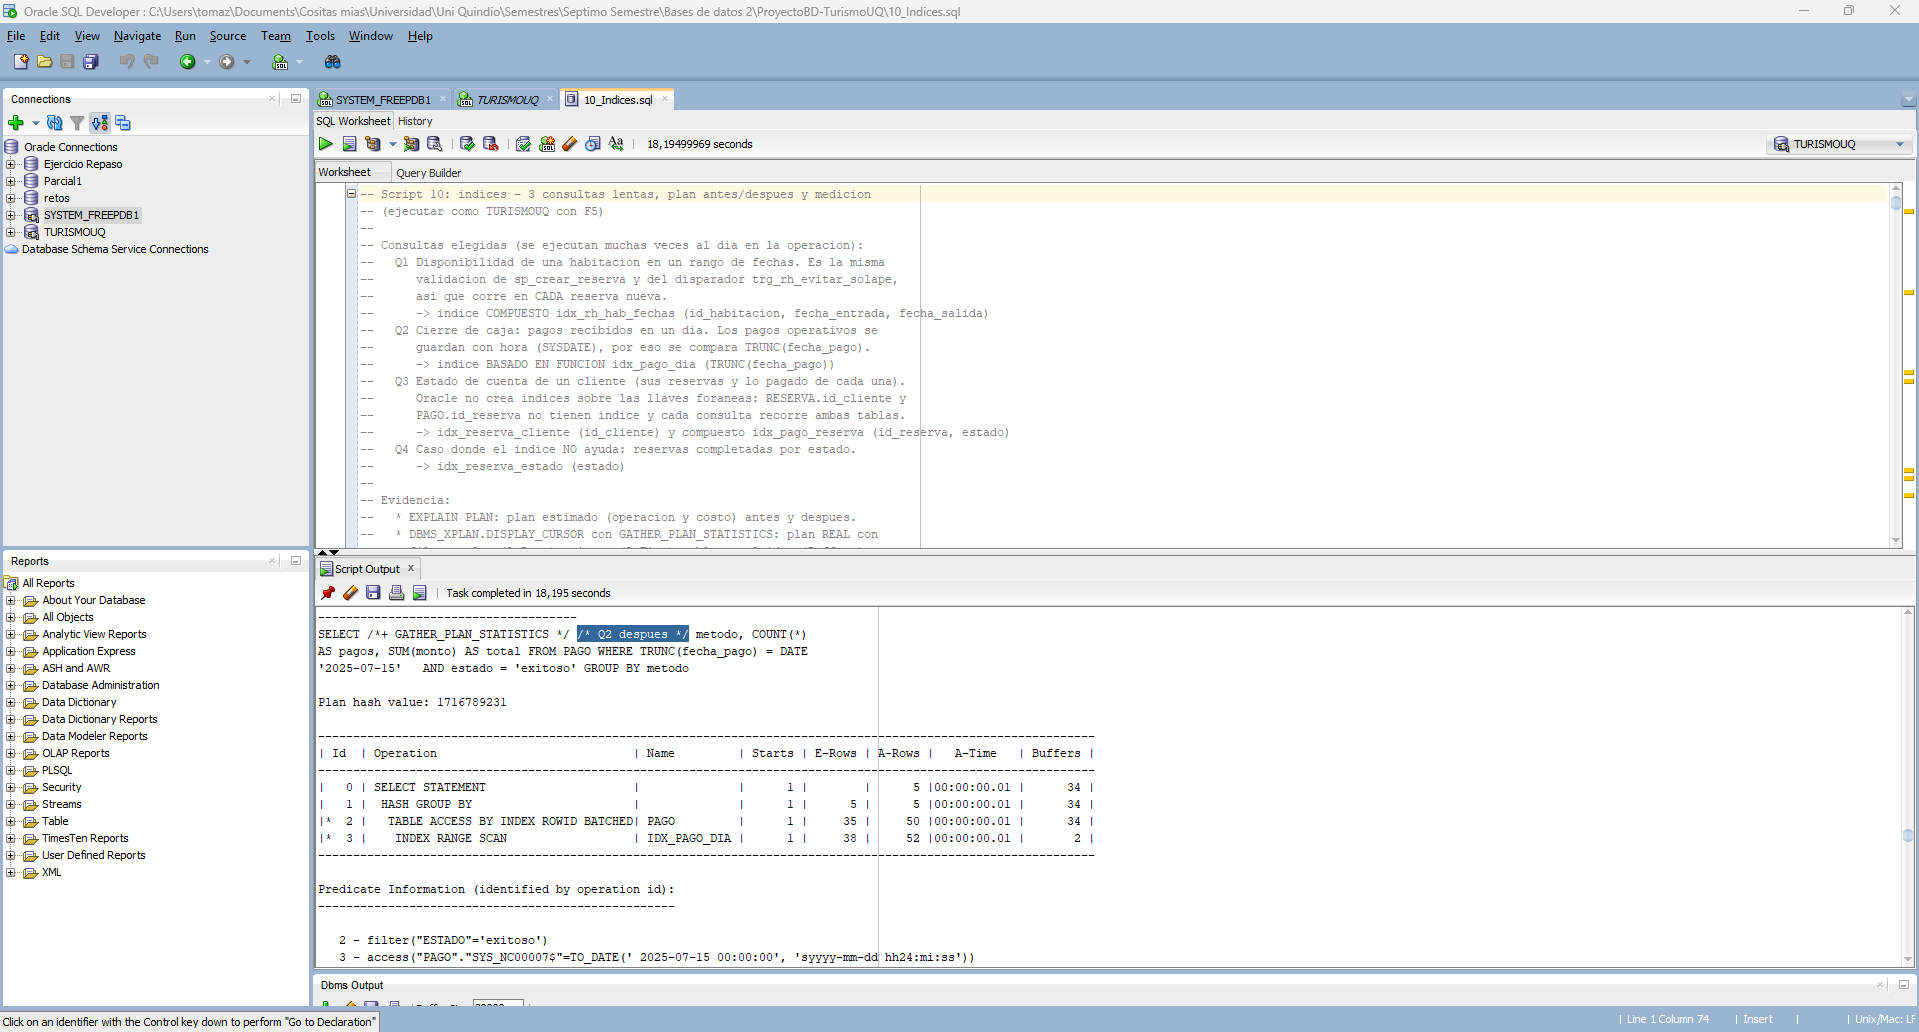 Oracle SQL Developer : C:\Users\tomaz\Documents\Cositas mias\Universidad\Uni Quindio\Semestres\Septimo Semestre\Bases de datos 2\ProyectoBD-TurismoUQ\10_Indices.sql
File Edit View Navigate Run Source Team Tools Window Help
Connections
Oracle Connections
Ejercicio Repaso
Parcial1
retos
SYSTEM_FREEPDB1
TURISMOUQ
Database Schema Service Connections
Reports
All Reports
About Your Database
All Objects
Analytic View Reports
Application Express
ASH and AWR
Database Administration
Data Dictionary
Data Dictionary Reports
Data Modeler Reports
OLAP Reports
PLSQL
Security
Streams
Table
TimesTen Reports
User Defined Reports
XML
SYSTEM_FREEPDB1 TURISMOUQ 10_Indices.sql
SQL Worksheet History
18,19499969 seconds
TURISMOUQ
Worksheet Query Builder
-- Script 10: indices - 3 consultas lentas, plan antes/despues y medicion
-- (ejecutar como TURISMOUQ con F5)
--
-- Consultas elegidas (se ejecutan muchas veces al dia en la operacion):
--   Q1 Disponibilidad de una habitacion en un rango de fechas. Es la misma
--      validacion de sp_crear_reserva y del disparador trg_rh_evitar_solape,
--      asi que corre en CADA reserva nueva.
--      -> indice COMPUESTO idx_rh_hab_fechas (id_habitacion, fecha_entrada, fecha_salida)
--   Q2 Cierre de caja: pagos recibidos en un dia. Los pagos operativos se
--      guardan con hora (SYSDATE), por eso se compara TRUNC(fecha_pago).
--      -> indice BASADO EN FUNCION idx_pago_dia (TRUNC(fecha_pago))
--   Q3 Estado de cuenta de un cliente (sus reservas y lo pagado de cada una).
--      Oracle no crea indices sobre las llaves foraneas: RESERVA.id_cliente y
--      PAGO.id_reserva no tienen indice y cada consulta recorre ambas tablas.
--      -> idx_reserva_cliente (id_cliente) y compuesto idx_pago_reserva (id_reserva, estado)
--   Q4 Caso donde el indice NO ayuda: reservas completadas por estado.
--      -> idx_reserva_estado (estado)
--
-- Evidencia:
--   * EXPLAIN PLAN: plan estimado (operacion y costo) antes y despues.
--   * DBMS_XPLAN.DISPLAY_CURSOR con GATHER_PLAN_STATISTICS: plan REAL con
Script Output
Task completed in 18,195 seconds
-------------------------------------
SELECT /*+ GATHER_PLAN_STATISTICS */ /* Q2 despues */ metodo, COUNT(*)
AS pagos, SUM(monto) AS total FROM PAGO WHERE TRUNC(fecha_pago) = DATE
'2025-07-15'   AND estado = 'exitoso' GROUP BY metodo
Plan hash value: 1716789231
---------------------------------------------------------------------------------------------------------------
| Id  | Operation                            | Name         | Starts | E-Rows | A-Rows |   A-Time   | Buffers |
---------------------------------------------------------------------------------------------------------------
|   0 | SELECT STATEMENT                     |              |      1 |        |      5 |00:00:00.01 |      34 |
|   1 |  HASH GROUP BY                       |              |      1 |      5 |      5 |00:00:00.01 |      34 |
|*  2 |   TABLE ACCESS BY INDEX ROWID BATCHED| PAGO         |      1 |     35 |     50 |00:00:00.01 |      34 |
|*  3 |    INDEX RANGE SCAN                  | IDX_PAGO_DIA |      1 |     38 |     52 |00:00:00.01 |       2 |
---------------------------------------------------------------------------------------------------------------
Predicate Information (identified by operation id):
---------------------------------------------------
   2 - filter("ESTADO"='exitoso')
   3 - access("PAGO"."SYS_NC00007$"=TO_DATE(' 2025-07-15 00:00:00', 'syyyy-mm-dd hh24:mi:ss'))
Dbms Output
Click on an identifier with the Control key down to perform "Go to Declaration"
| Line 1 Column 74 | Insert | | Unix/Mac: LF